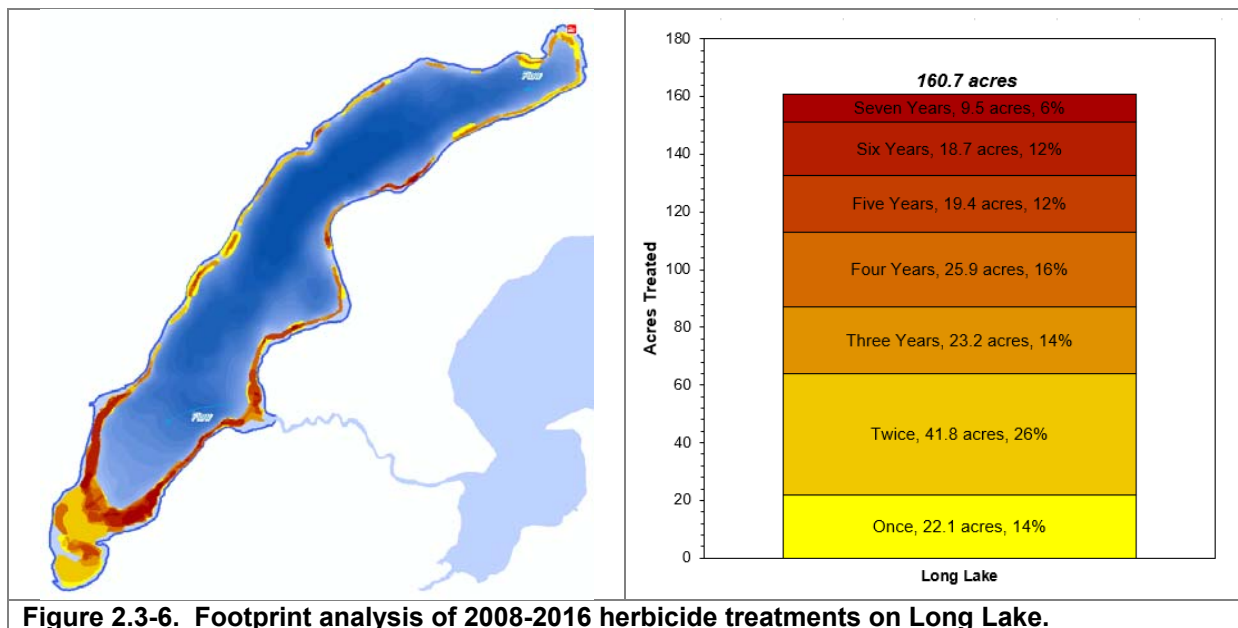 Flow
Flow
180
160
140
120
100
80
60
40
20
0
Acres Treated
160.7 acres
Seven Years, 9.5 acres, 6%
Six Years, 18.7 acres, 12%
Five Years, 19.4 acres, 12%
Four Years, 25.9 acres, 16%
Three Years, 23.2 acres, 14%
Twice, 41.8 acres, 26%
Once, 22.1 acres, 14%
Long Lake
Figure 2.3-6. Footprint analysis of 2008-2016 herbicide treatments on Long Lake.